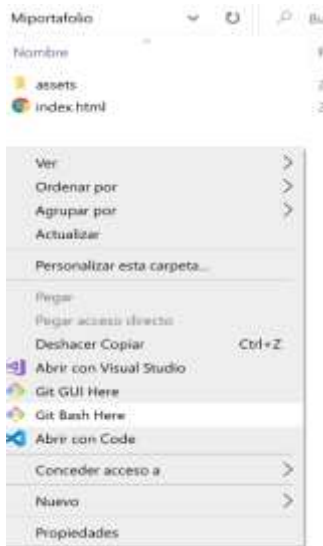 Miportafolio
Nombre
assets
index.html
Ver
Ordenar por
Agrupar por
Actualizar
Personalizar esta carpeta...
Pegar
Pegar acceso directo
Deshacer Copiar Ctrl+Z
Abrir con Visual Studio
Git GUI Here
Git Bash Here
Abrir con Code
Conceder acceso a
Nuevo
Propiedades